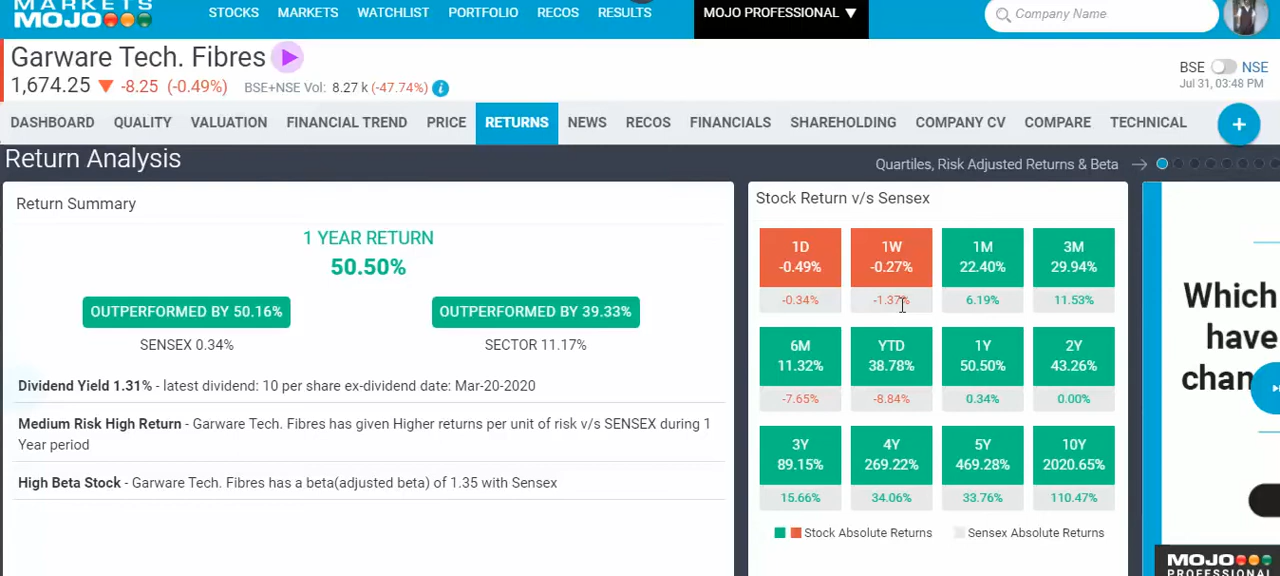 MARKETS
MOJO
STOCKS MARKETS WATCHLIST PORTFOLIO RECOS RESULTS
MOJO PROFESSIONAL ▼
Company Name
Garware Tech. Fibres
1,674.25 ▼ -8.25 (-0.49%) BSE+NSE Vol: 8.27 k (-47.74%) i
BSE NSE
Jul 31, 03:48 PM
DASHBOARD QUALITY VALUATION FINANCIAL TREND PRICE RETURNS NEWS RECOS FINANCIALS SHAREHOLDING COMPANY CV COMPARE TECHNICAL +
Return Analysis
Quartiles, Risk Adjusted Returns & Beta →
Return Summary
1 YEAR RETURN
50.50%
OUTPERFORMED BY 50.16% OUTPERFORMED BY 39.33%
SENSEX 0.34% SECTOR 11.17%
Dividend Yield 1.31% - latest dividend: 10 per share ex-dividend date: Mar-20-2020
Medium Risk High Return - Garware Tech. Fibres has given Higher returns per unit of risk v/s SENSEX during 1
Year period
High Beta Stock - Garware Tech. Fibres has a beta(adjusted beta) of 1.35 with Sensex
Stock Return v/s Sensex
1D 1W 1M 3M
-0.49% -0.27% 22.40% 29.94%
-0.34% -1.37% 6.19% 11.53%
6M YTD 1Y 2Y
11.32% 38.78% 50.50% 43.26%
-7.65% -8.84% 0.34% 0.00%
3Y 4Y 5Y 10Y
89.15% 269.22% 469.28% 2020.65%
15.66% 34.06% 33.76% 110.47%
Stock Absolute Returns Sensex Absolute Returns
Which
have
chan
MOJO
PROFESSIONAL